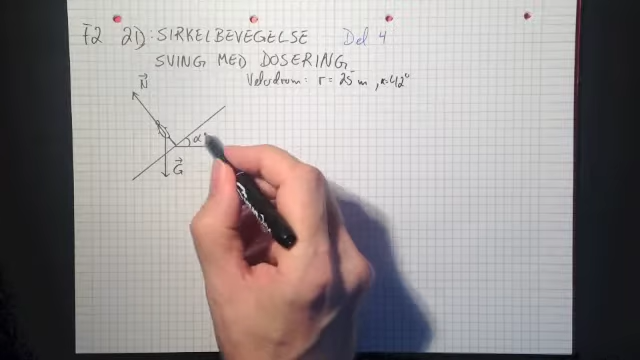 F2 2D: SIRKELBEVEGELSE Del 4
SVING MED DOSERING
Velodrom: r = 25 m, α = 42°
N
α
G